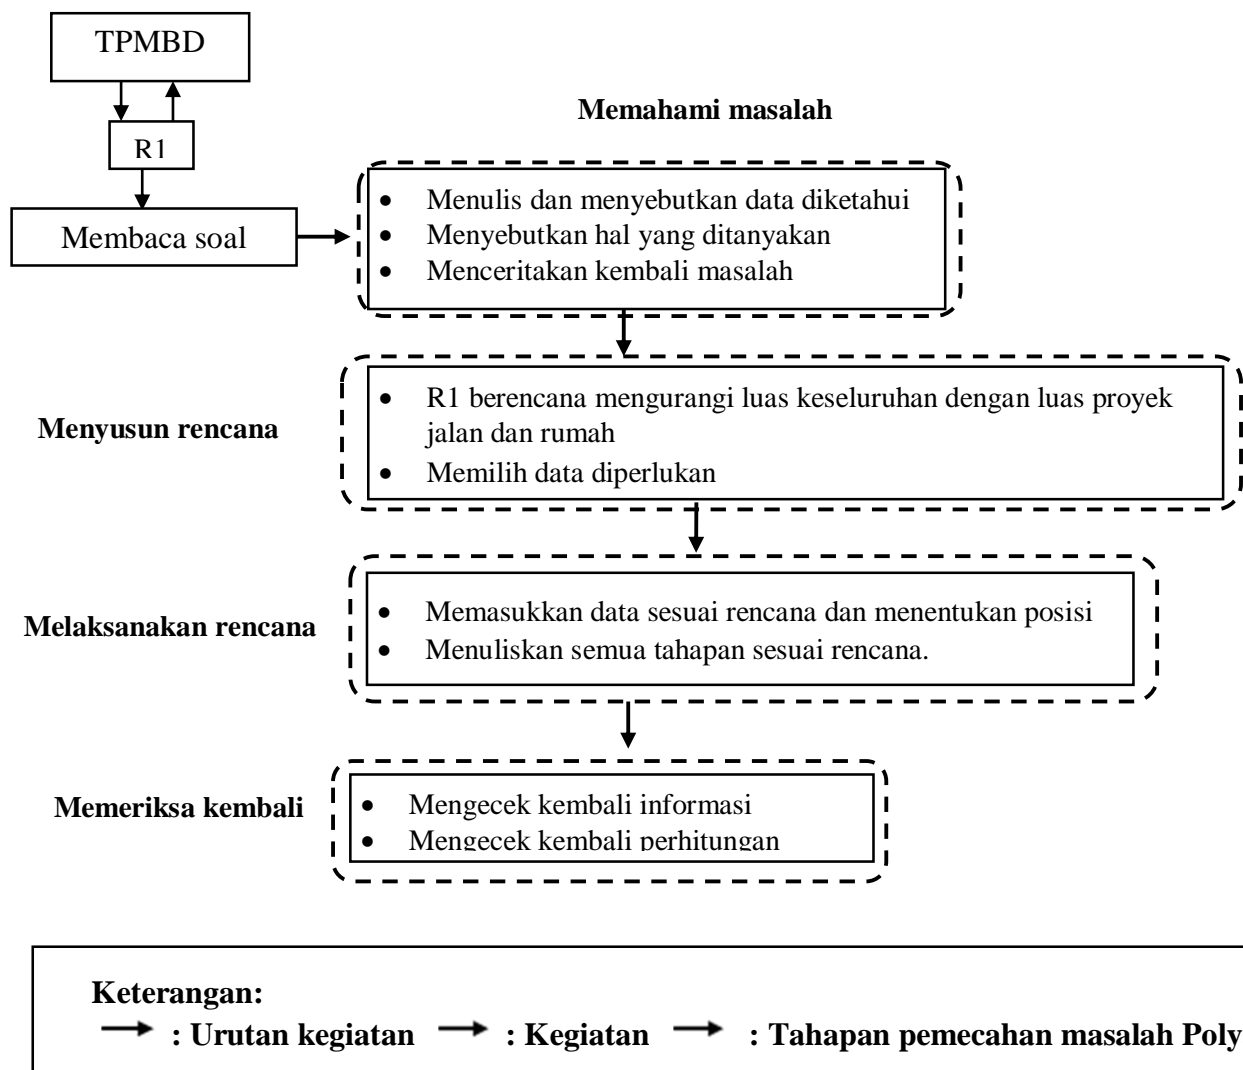 TPMBD
Memahami masalah
R1
Membaca soal
• Menulis dan menyebutkan data diketahui
• Menyebutkan hal yang ditanyakan
• Menceritakan kembali masalah
Menyusun rencana
• R1 berencana mengurangi luas keseluruhan dengan luas proyek
jalan dan rumah
• Memilih data diperlukan
Melaksanakan rencana
• Memasukkan data sesuai rencana dan menentukan posisi
• Menuliskan semua tahapan sesuai rencana.
Memeriksa kembali
• Mengecek kembali informasi
• Mengecek kembali perhitungan
Keterangan:
: Urutan kegiatan : Kegiatan : Tahapan pemecahan masalah Poly